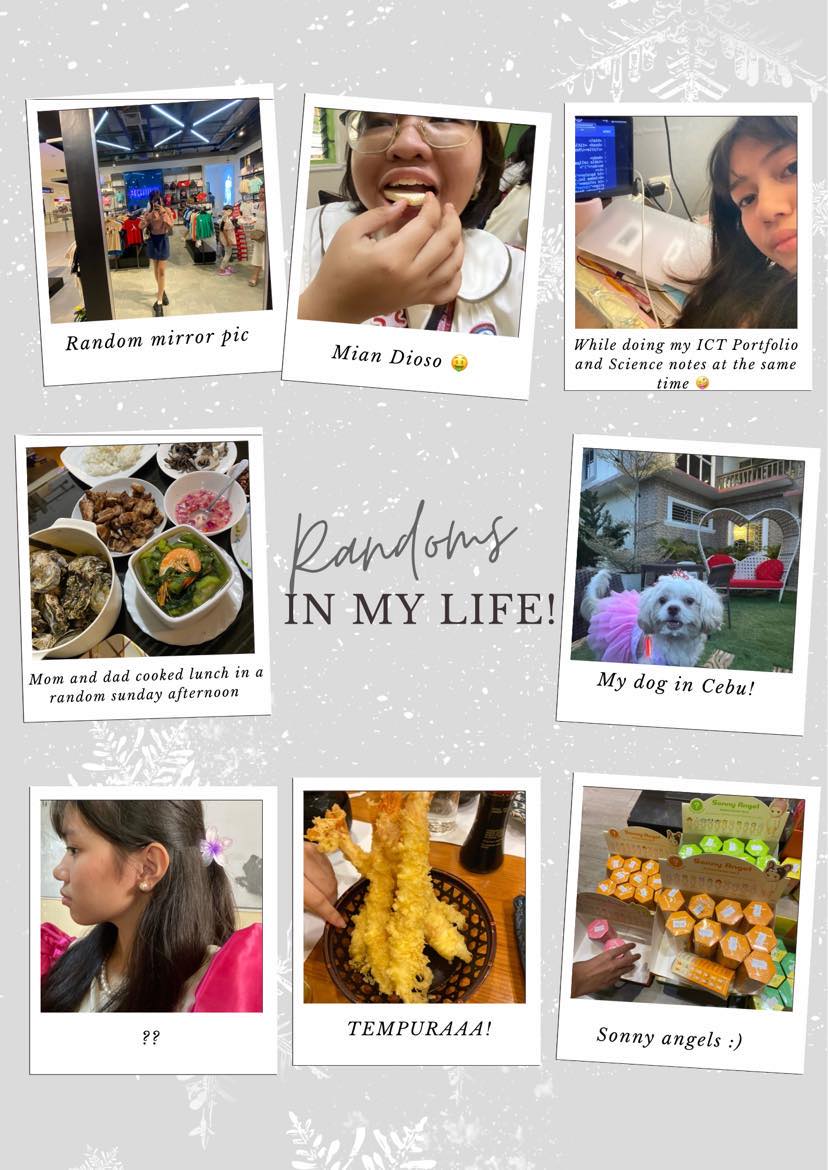 Random mirror pic
Mian Dioso 🤑
While doing my ICT Portfolio
and Science notes at the same
time 🤪
Randoms
IN MY LIFE!
Mom and dad cooked lunch in a
random sunday afternoon
My dog in Cebu!
Sonny Angel
Sonny Angel
Sonny Angel
??
TEMPURAAA!
Sonny angels :)